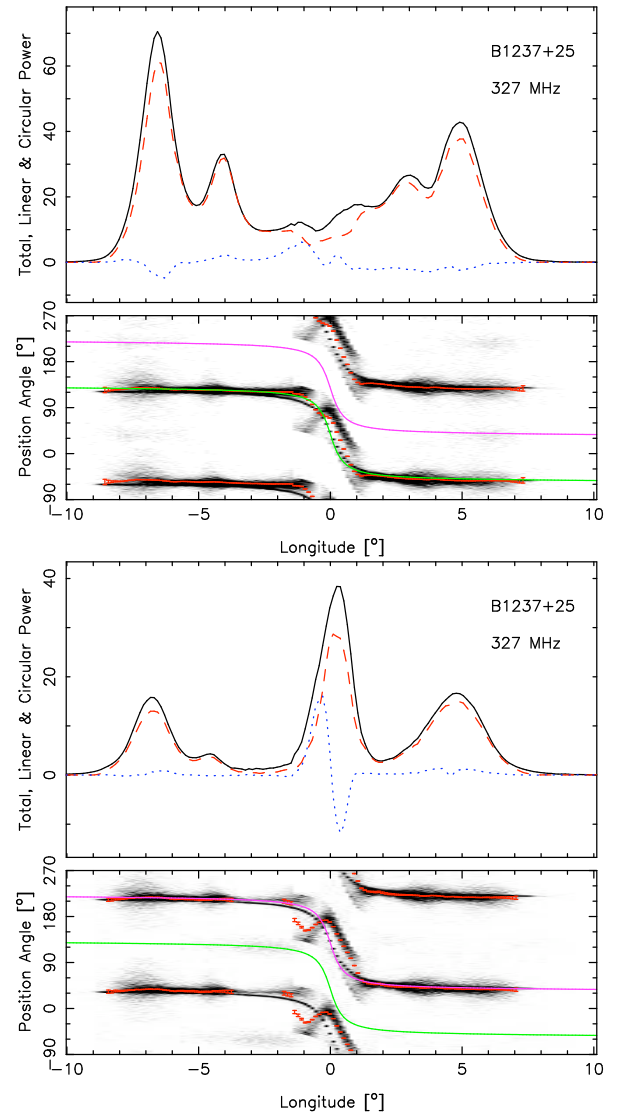 Total, Linear & Circular Power
60
40
20
0
B1237+25
327 MHz
Position Angle [°]
270
180
90
0
−90
−10
−5
0
5
10
Longitude [°]
Total, Linear & Circular Power
40
20
0
B1237+25
327 MHz
Position Angle [°]
270
180
90
0
−90
−10
−5
0
5
10
Longitude [°]